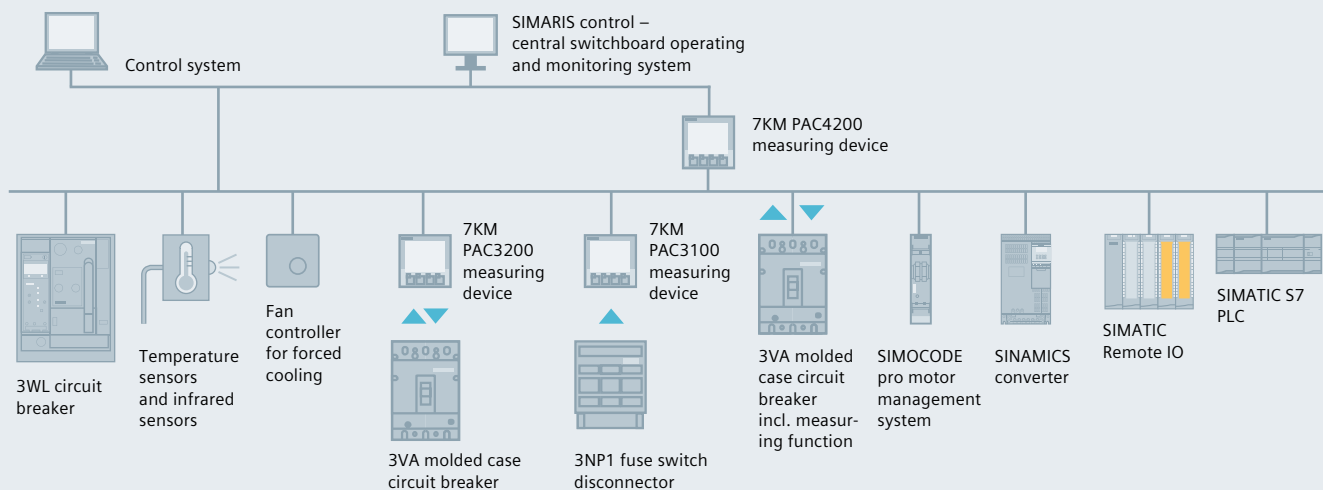 Control system
SIMARIS control –
central switchboard operating
and monitoring system
7KM PAC4200
measuring device
3WL circuit
breaker
Temperature
sensors
and infrared
sensors
Fan
controller
for forced
cooling
7KM
PAC3200
measuring
device
3VA molded case
circuit breaker
7KM
PAC3100
measuring
device
3NP1 fuse switch
disconnector
3VA molded
case circuit
breaker
incl. measur-
ing function
SIMOCODE
pro motor
management
system
SINAMICS
converter
SIMATIC
Remote IO
SIMATIC S7
PLC